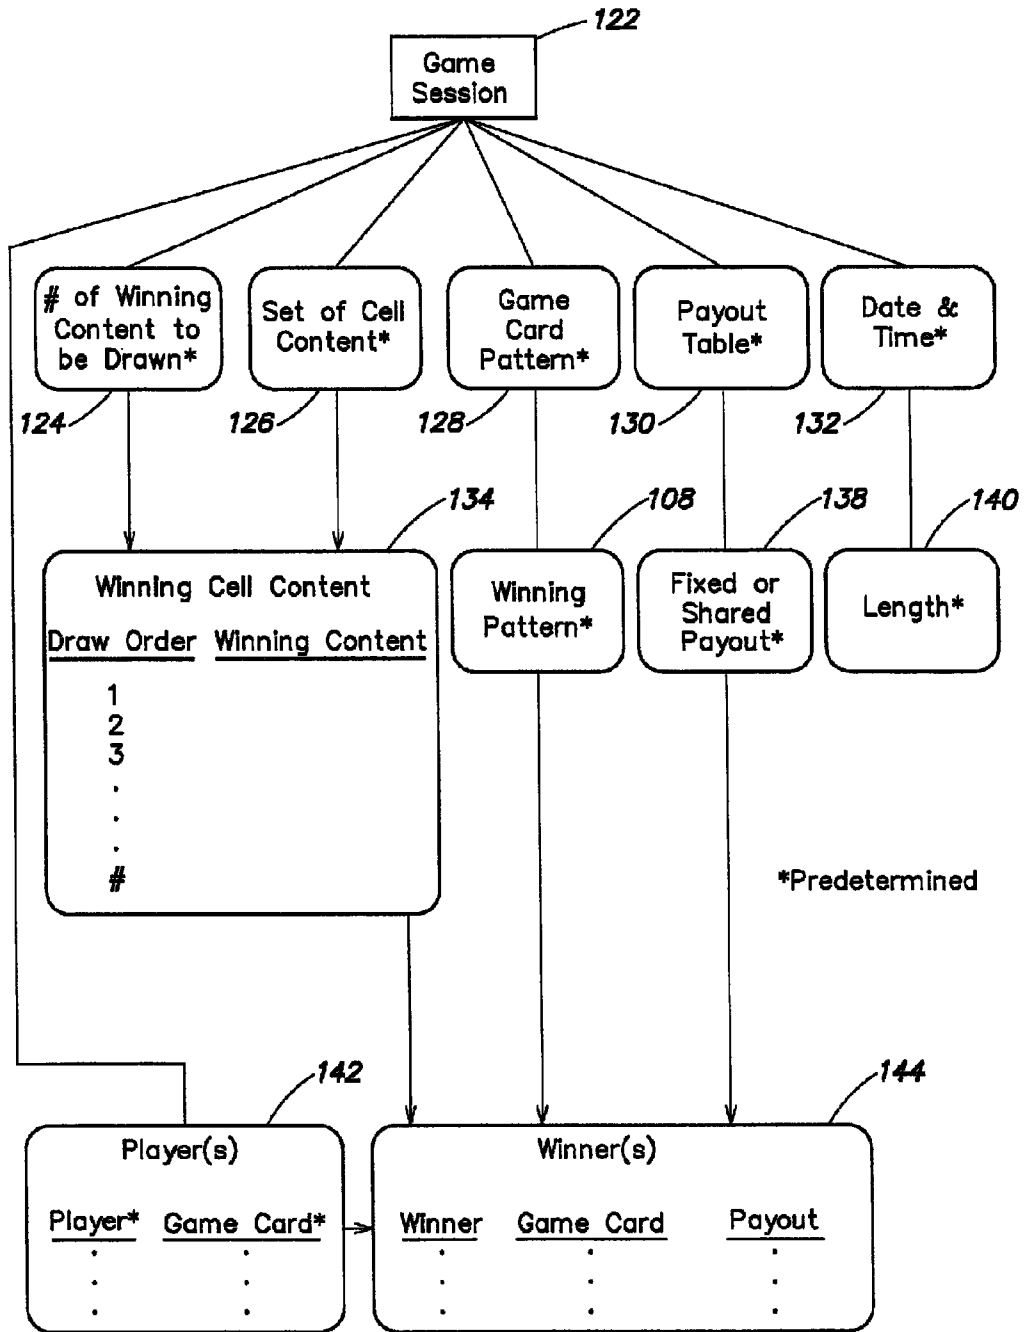 122
Game
Session
# of Winning
Content to
be Drawn*
Set of Cell
Content*
Game
Card
Pattern*
Payout
Table*
Date &
Time*
124
126
128
130
132
134
108
138
140
Winning Cell Content
Draw Order Winning Content
1
2
3
.
.
.
#
Winning
Pattern*
Fixed or
Shared
Payout*
Length*
*Predetermined
142
144
Player(s)
Player* Game Card*
. .
. .
. .
Winner(s)
Winner Game Card Payout
. . .
. . .
. . .